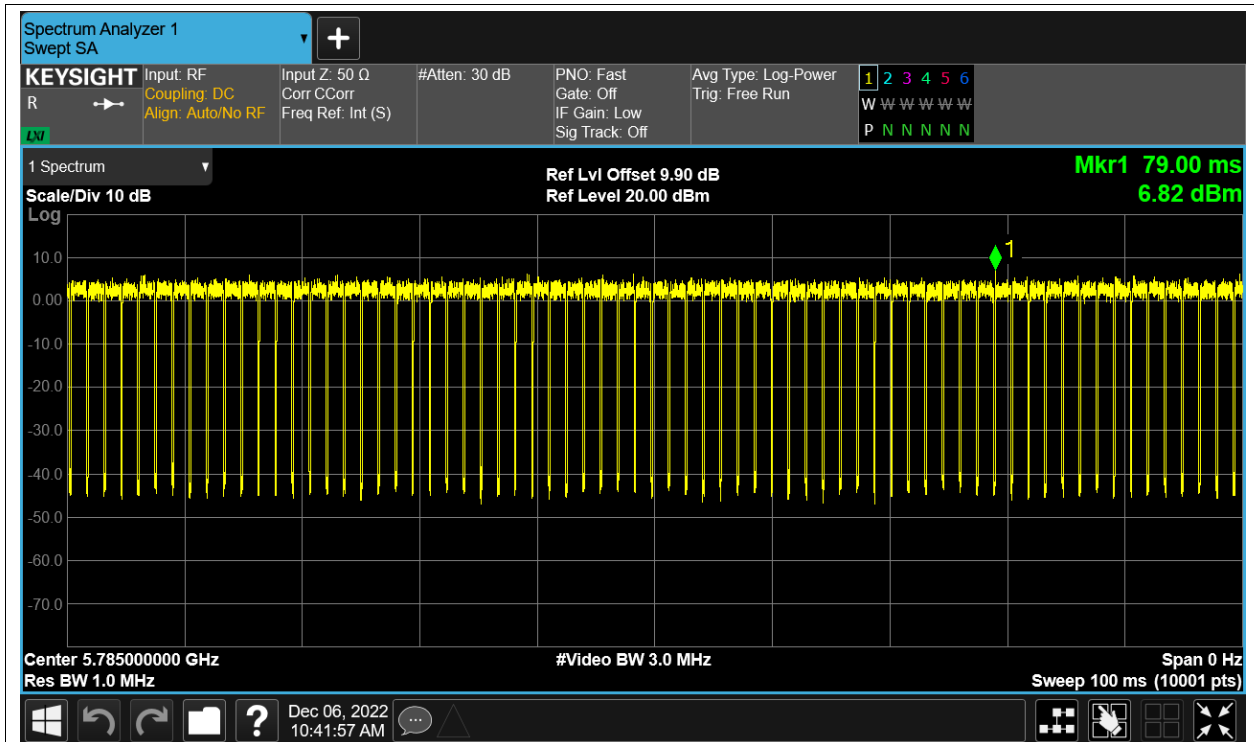 Spectrum Analyzer 1
Swept SA
KEYSIGHT
R
LXI
Input: RF
Coupling: DC
Align: Auto/No RF
Input Z: 50 Ω
Corr CCorr
Freq Ref: Int (S)
#Atten: 30 dB
PNO: Fast
Gate: Off
IF Gain: Low
Sig Track: Off
Avg Type: Log-Power
Trig: Free Run
1 2 3 4 5 6
W W W W W W
P N N N N N
1 Spectrum
Scale/Div 10 dB
Ref Lvl Offset 9.90 dB
Ref Level 20.00 dBm
Mkr1 79.00 ms
6.82 dBm
Log
1
10.0
0.00
-10.0
-20.0
-30.0
-40.0
-50.0
-60.0
-70.0
Center 5.785000000 GHz
Res BW 1.0 MHz
#Video BW 3.0 MHz
Span 0 Hz
Sweep 100 ms (10001 pts)
?
Dec 06, 2022
10:41:57 AM